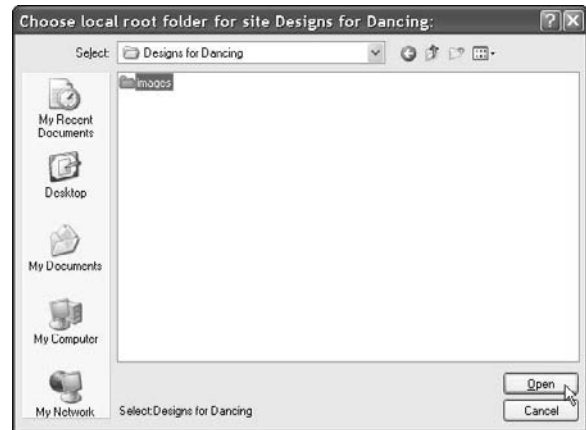 Choose local root folder for site Designs for Dancing:
Select: Designs for Dancing
images
My Recent
Documents
Desktop
My Documents
My Computer
My Network
Select: Designs for Dancing
Open
Cancel